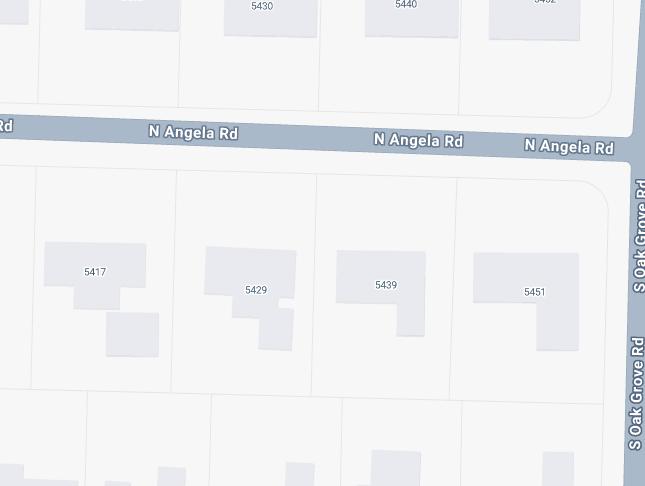 5430
5440
Rd
N Angela Rd
N Angela Rd
N Angela Rd
S Oak Grove Rd
5417
5429
5439
5451
S Oak Grove Rd